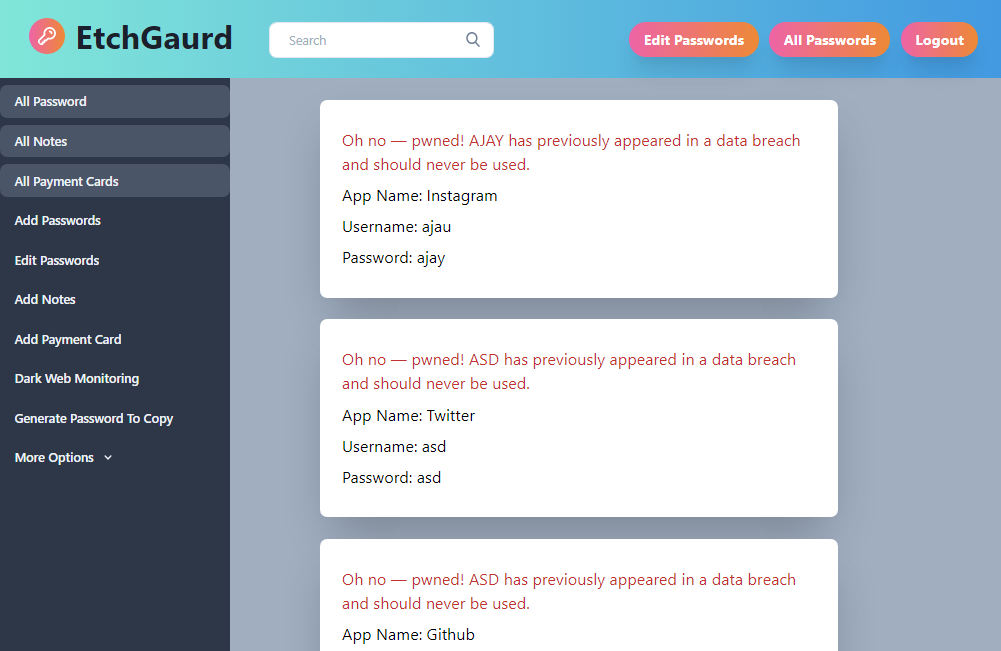 EtchGaurd
Search
Edit Passwords
All Passwords
Logout
All Password
All Notes
All Payment Cards
Add Passwords
Edit Passwords
Add Notes
Add Payment Card
Dark Web Monitoring
Generate Password To Copy
More Options
Oh no — pwned! AJAY has previously appeared in a data breach
and should never be used.
App Name: Instagram
Username: ajau
Password: ajay
Oh no — pwned! ASD has previously appeared in a data breach
and should never be used.
App Name: Twitter
Username: asd
Password: asd
Oh no — pwned! ASD has previously appeared in a data breach
and should never be used.
App Name: Github